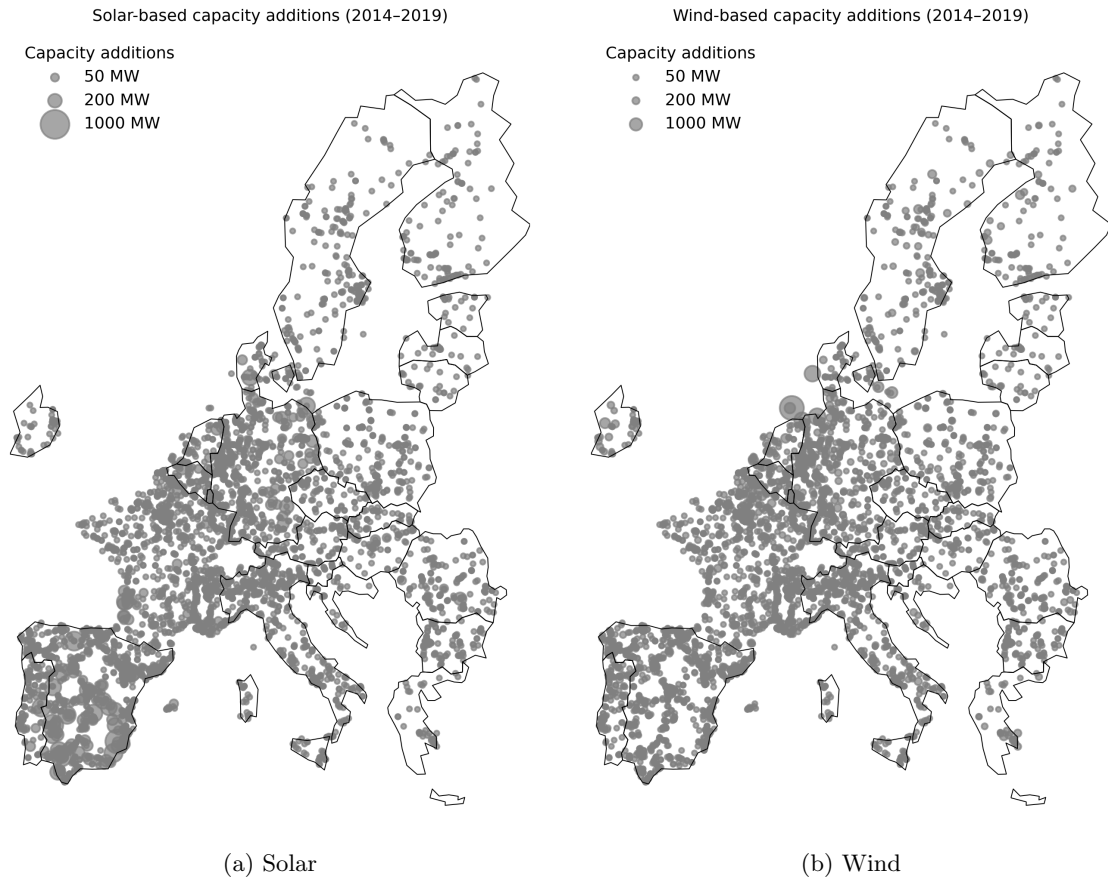 Solar-based capacity additions (2014–2019)
Capacity additions
50 MW
200 MW
1000 MW
(a) Solar
Wind-based capacity additions (2014–2019)
Capacity additions
50 MW
200 MW
1000 MW
(b) Wind